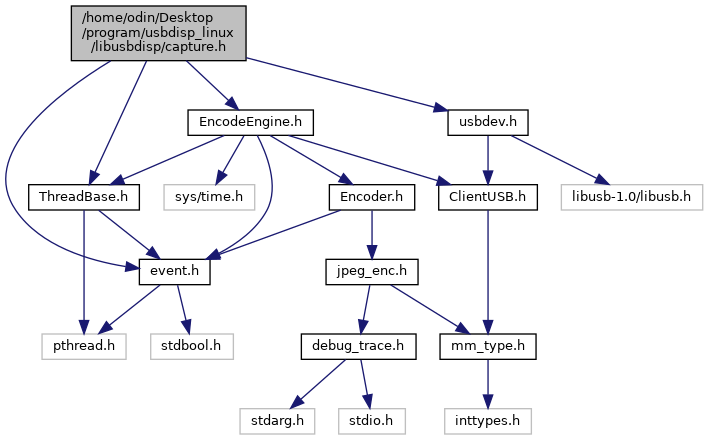 /home/odin/Desktop
/program/usbdisp_linux
/libusbdisp/capture.h
EncodeEngine.h
usbdev.h
ThreadBase.h
sys/time.h
Encoder.h
ClientUSB.h
libusb-1.0/libusb.h
event.h
jpeg_enc.h
pthread.h
stdbool.h
debug_trace.h
mm_type.h
stdarg.h
stdio.h
inttypes.h